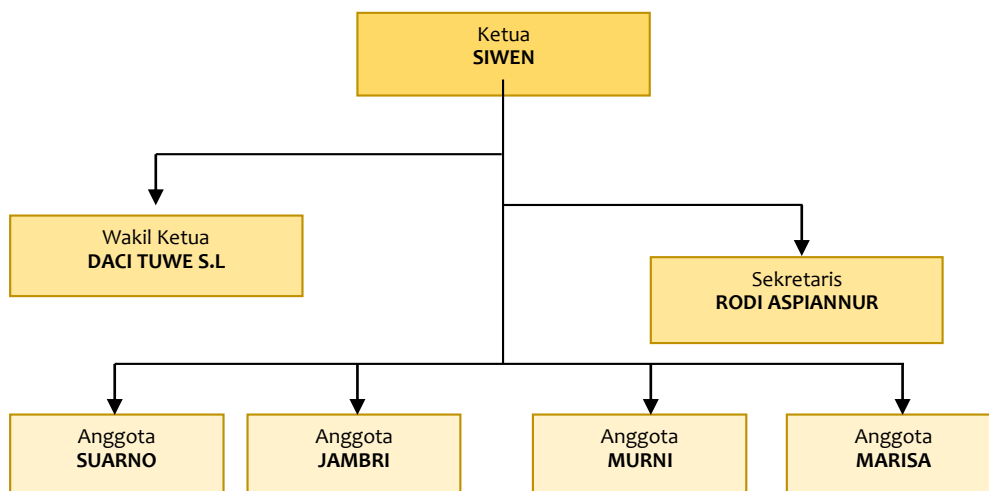 Ketua
SIWEN
Wakil Ketua
DACI TUWE S.L
Sekretaris
RODI ASPIANNUR
Anggota
SUARNO
Anggota
JAMBRI
Anggota
MURNI
Anggota
MARISA